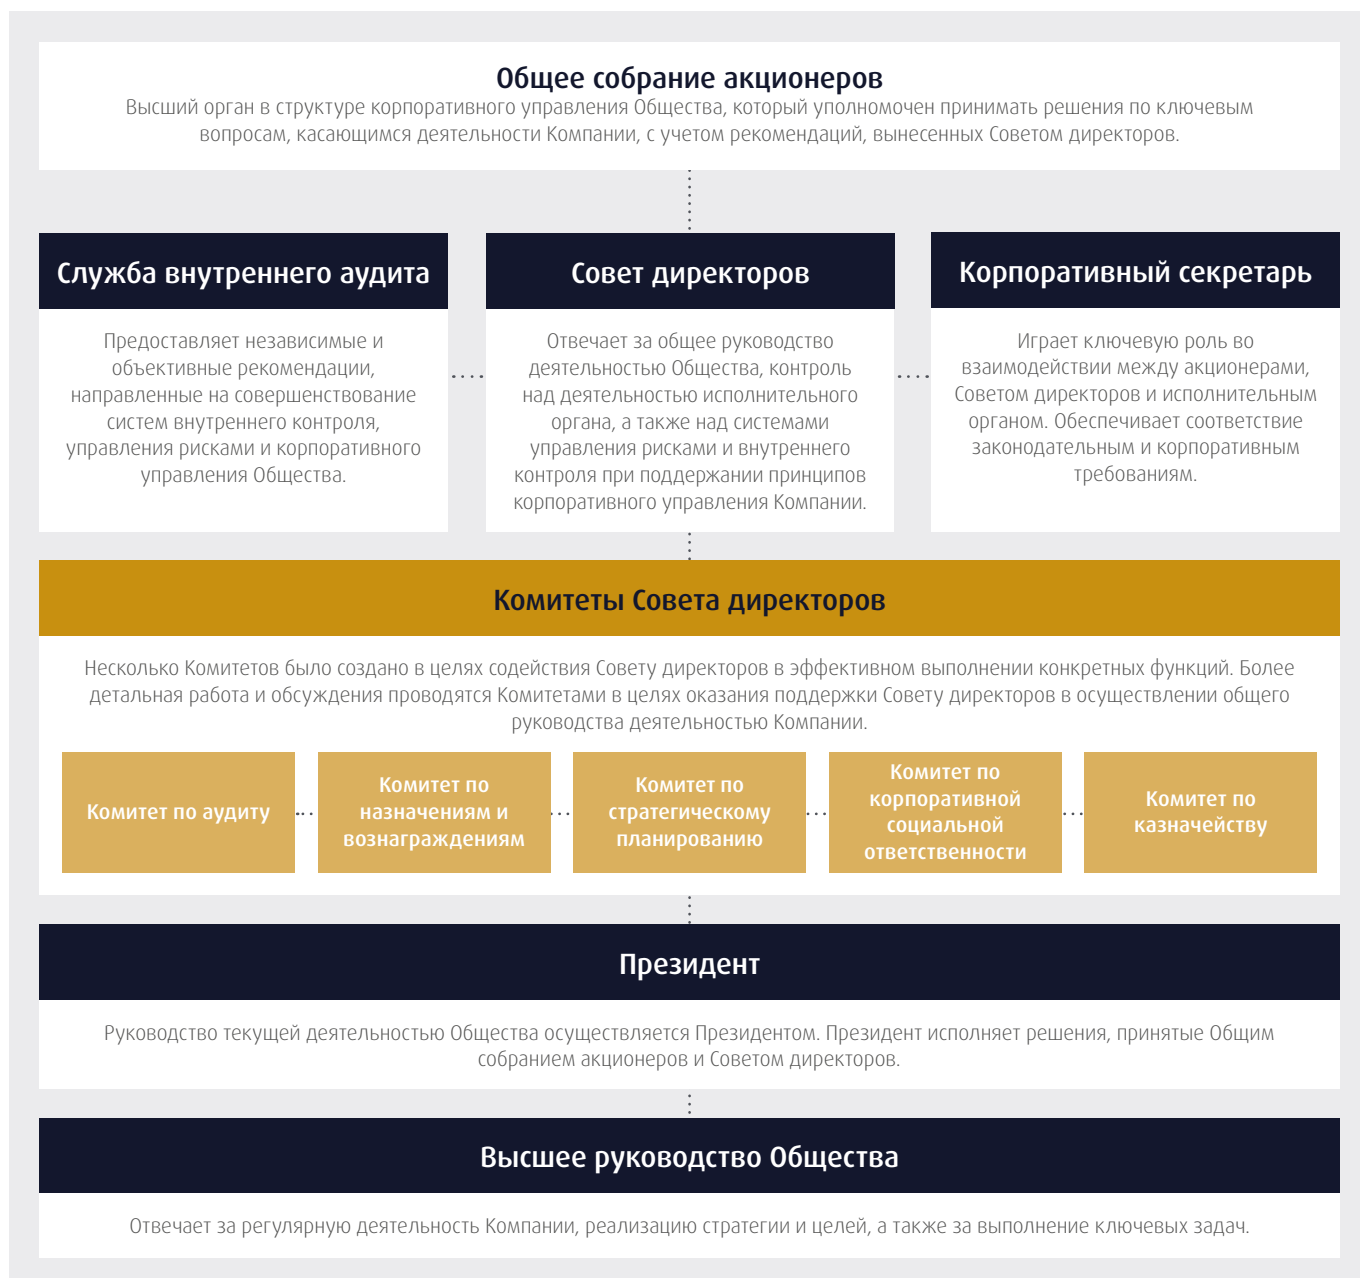 Общее собрание акционеров
Высший орган в структуре корпоративного управления Общества, который уполномочен принимать решения по ключевым
вопросам, касающимся деятельности Компании, с учетом рекомендаций, вынесенных Советом директоров.
Служба внутреннего аудита
Предоставляет независимые и
объективные рекомендации,
направленные на совершенствование
систем внутреннего контроля,
управления рисками и корпоративного
управления Общества.
Совет директоров
Отвечает за общее руководство
деятельностью Общества, контроль
над деятельностью исполнительного
органа, а также над системами
управления рисками и внутреннего
контроля при поддержании принципов
корпоративного управления Компании.
Корпоративный секретарь
Играет ключевую роль во
взаимодействии между акционерами,
Советом директоров и исполнительным
органом. Обеспечивает соответствие
законодательным и корпоративным
требованиям.
Комитеты Совета директоров
Несколько Комитетов было создано в целях содействия Совету директоров в эффективном выполнении конкретных функций. Более
детальная работа и обсуждения проводятся Комитетами в целях оказания поддержки Совету директоров в осуществлении общего
руководства деятельностью Компании.
Комитет по аудиту
Комитет по
назначениям и
вознаграждениям
Комитет по
стратегическому
планированию
Комитет по
корпоративной
социальной
ответственности
Комитет по
казначейству
Президент
Руководство текущей деятельностью Общества осуществляется Президентом. Президент исполняет решения, принятые Общим
собранием акционеров и Советом директоров.
Высшее руководство Общества
Отвечает за регулярную деятельность Компании, реализацию стратегии и целей, а также за выполнение ключевых задач.